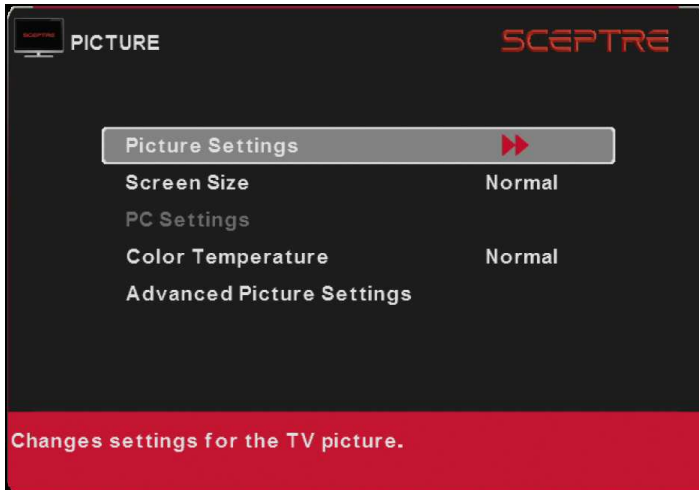 SCEPTRE
PICTURE
SCEPTRE
Picture Settings
Screen Size Normal
PC Settings
Color Temperature Normal
Advanced Picture Settings
Changes settings for the TV picture.